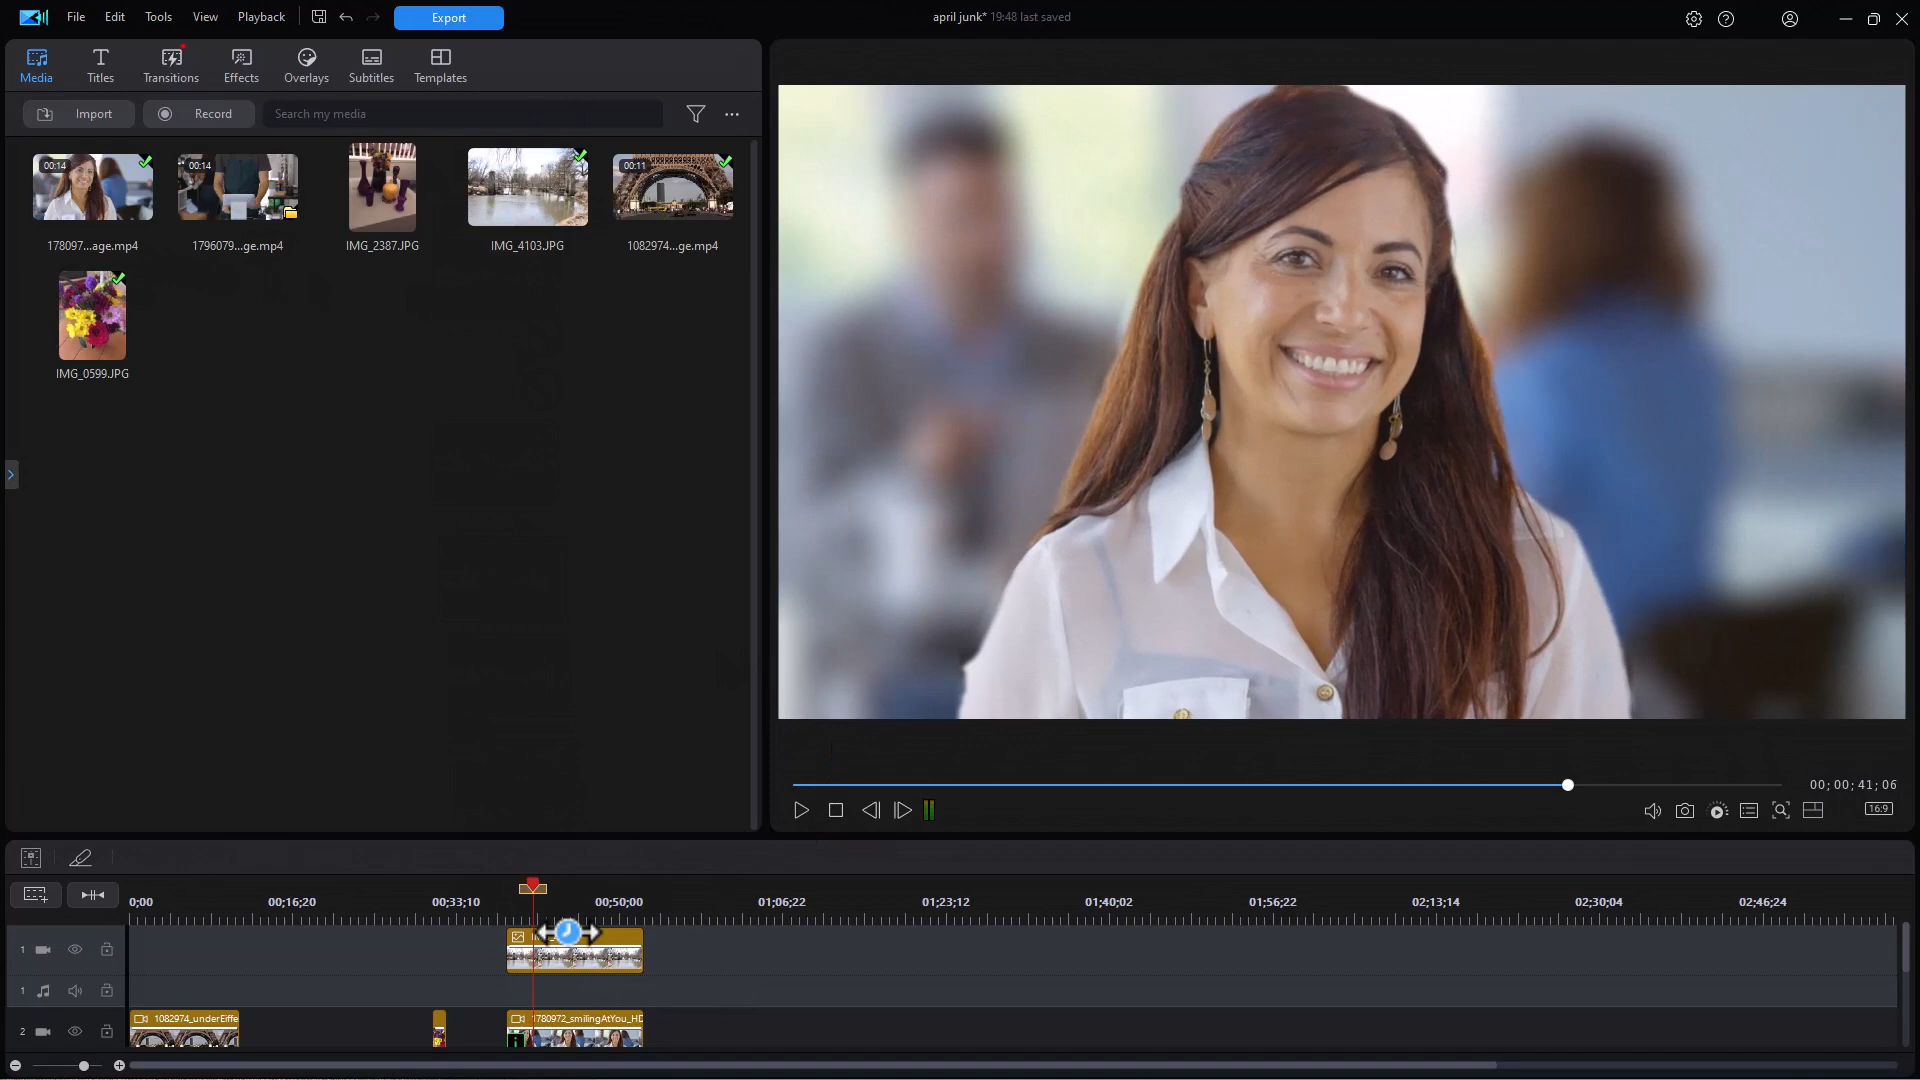 File Edit Tools View Playback Export april junk* 19:48 last saved
Media Titles Transitions Effects Overlays Subtitles Templates
Import Record Search my media
00:14 00:14 00:11
178097...age.mp4 1796079...ge.mp4 IMG_2387.JPG IMG_4103.JPG 1082974...ge.mp4
IMG_0599.JPG
00; 00; 41; 06
16:9
0;00 00;16;20 00;33;10 00;50;00 01;06;22 01;23;12 01;40;02 01;56;22 02;13;14 02;30;04 02;46;24
1
1
2 1082974_underEiffe 1780972_smilingAtYou_HD